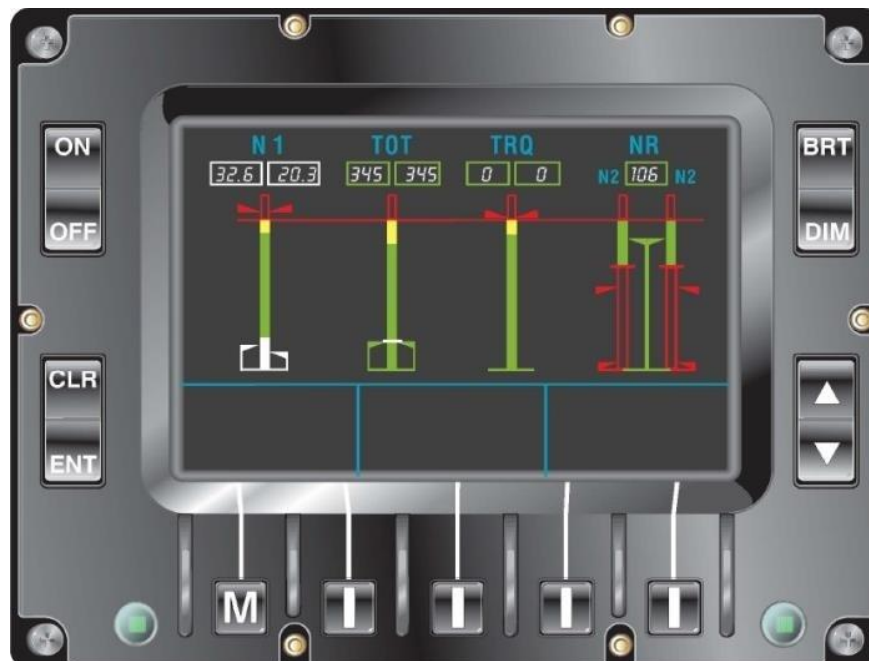 N 1 TOT TRQ NR
32.6 20.3 345 345 0 0 N2 106 N2
ON
OFF
BRT
DIM
CLR
ENT
M